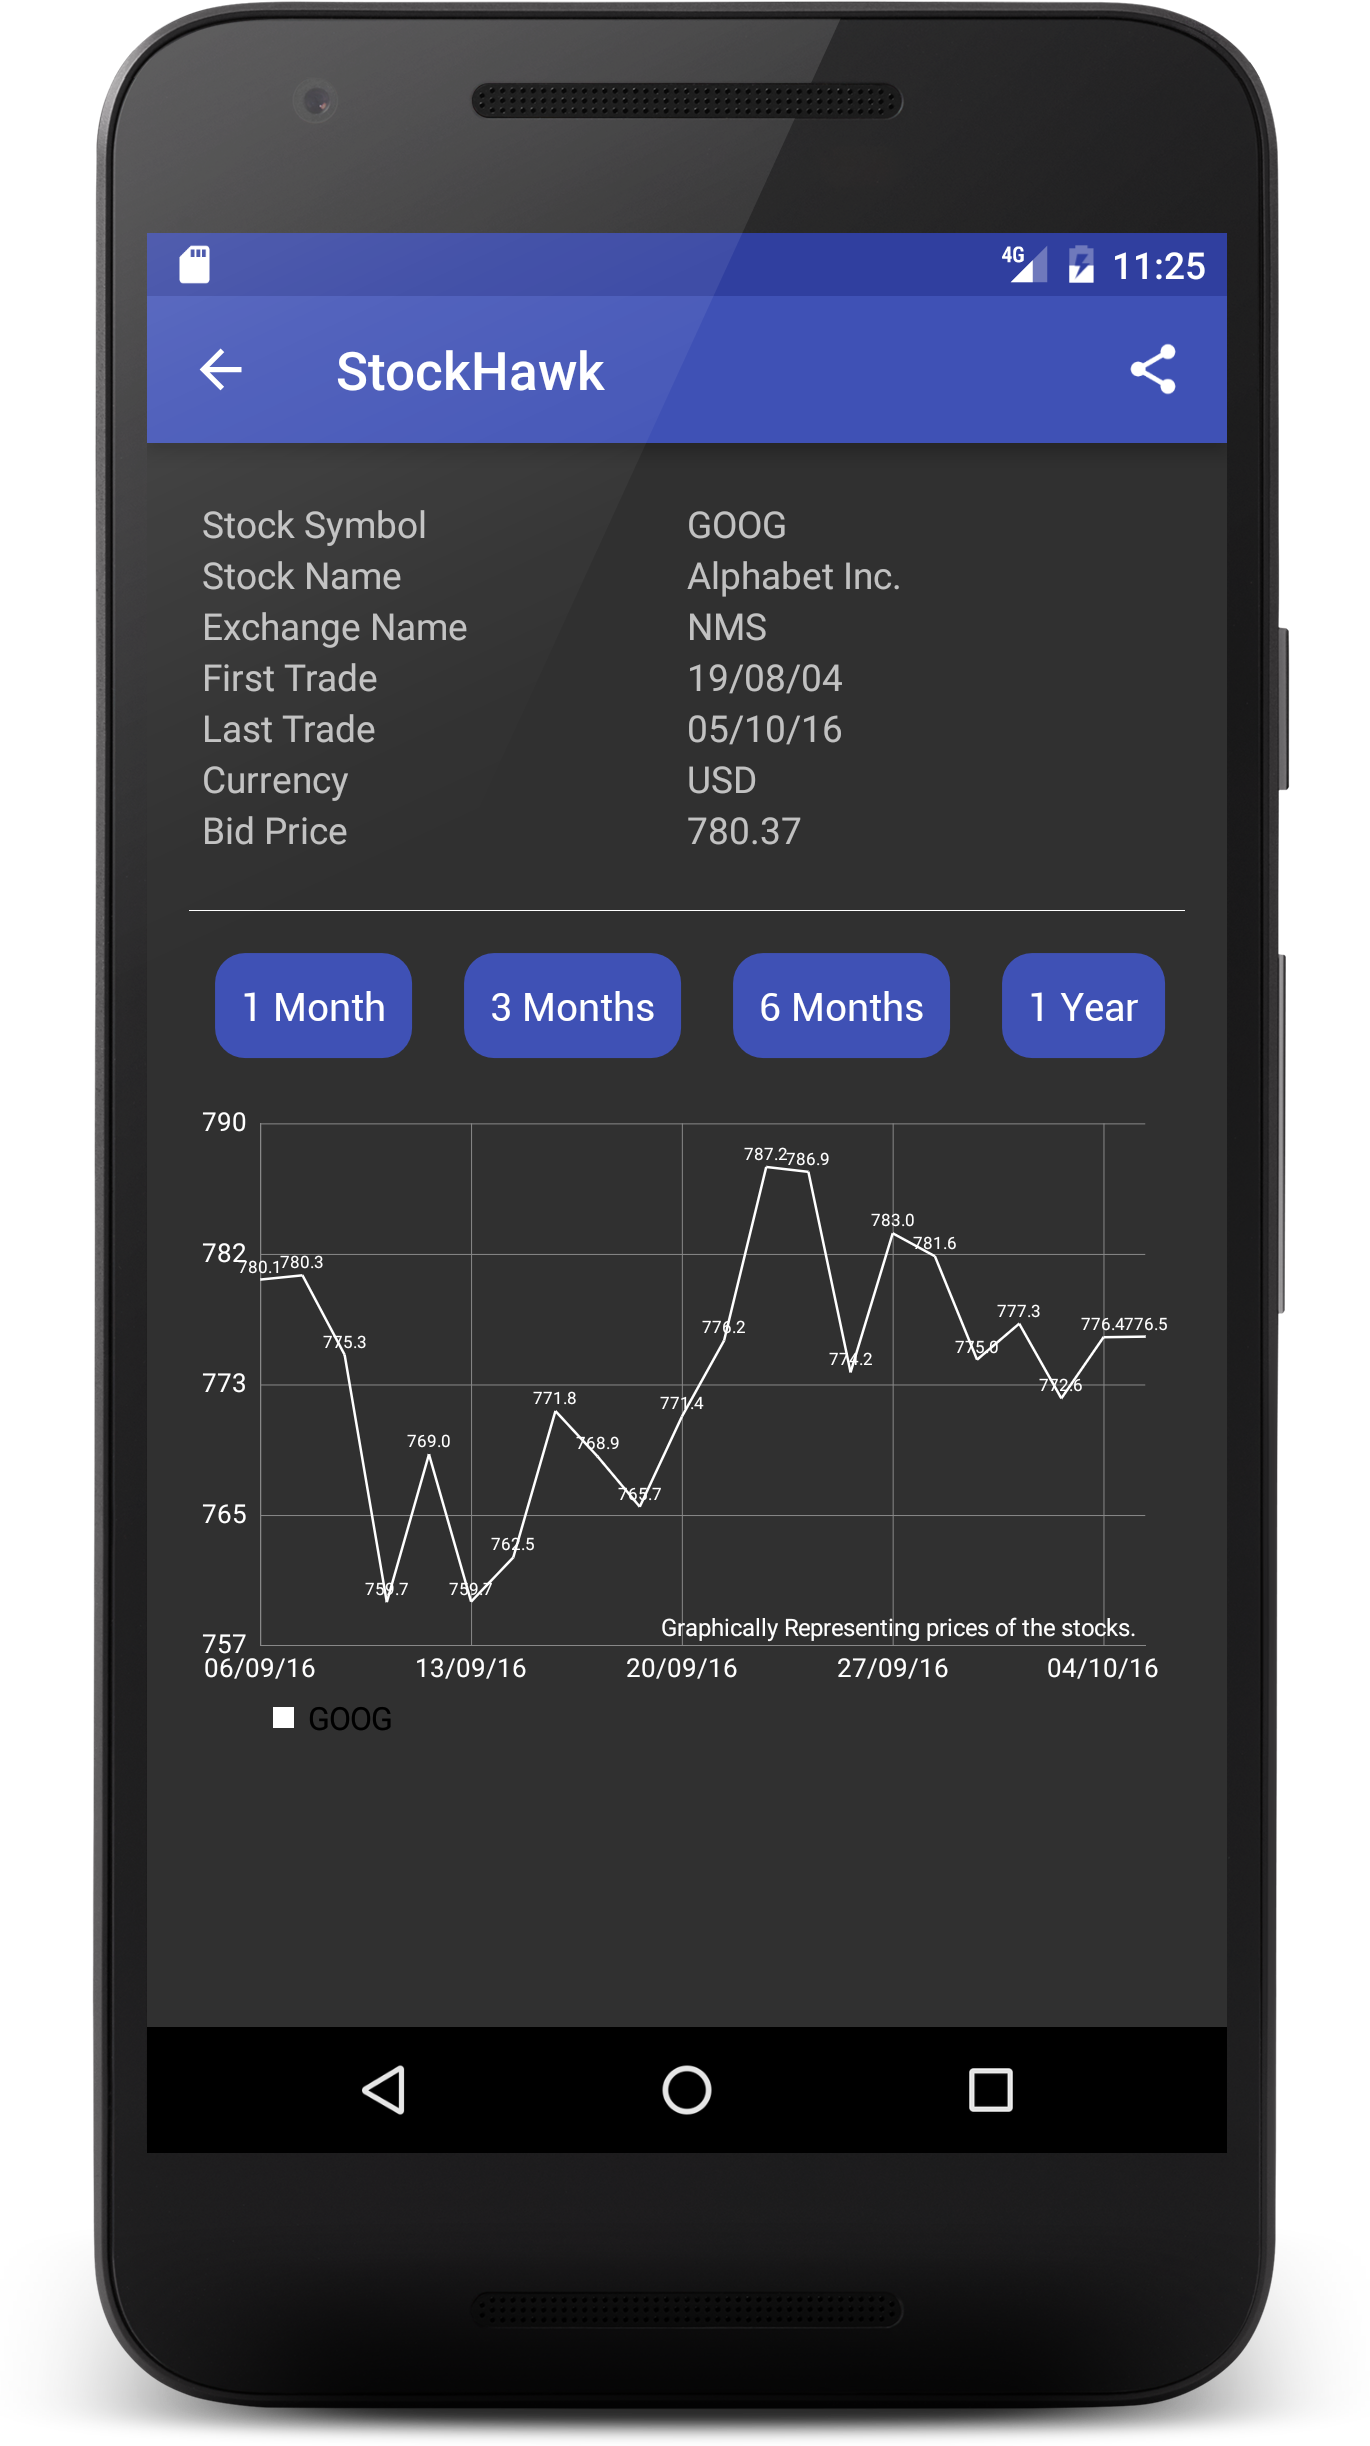 4G 11:25
StockHawk
Stock Symbol GOOG
Stock Name Alphabet Inc.
Exchange Name NMS
First Trade 19/08/04
Last Trade 05/10/16
Currency USD
Bid Price 780.37
1 Month 3 Months 6 Months 1 Year
790
787.2 786.9
783.0
782 781.6
780.1 780.3
777.3
776.2 776.4 776.5
775.3 774.2 775.0
773 772.6
771.8 771.4
769.0 768.9
765.7
765
762.5
759.7 759.7
Graphically Representing prices of the stocks.
757
06/09/16 13/09/16 20/09/16 27/09/16 04/10/16
GOOG